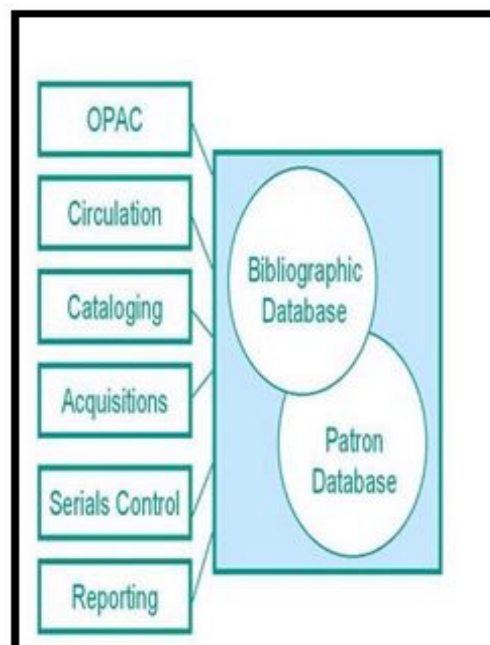 OPAC
Circulation
Cataloging
Acquisitions
Serials Control
Reporting
Bibliographic
Database
Patron
Database